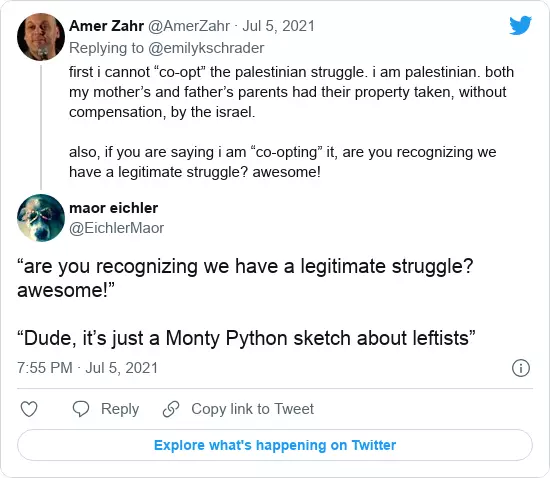 Amer Zahr @AmerZahr · Jul 5, 2021
Replying to @emilykschrader
first i cannot “co-opt” the palestinian struggle. i am palestinian. both
my mother’s and father’s parents had their property taken, without
compensation, by the israel.
also, if you are saying i am “co-opting” it, are you recognizing we
have a legitimate struggle? awesome!
maor eichler
@EichlerMaor
“are you recognizing we have a legitimate struggle?
awesome!”
“Dude, it’s just a Monty Python sketch about leftists”
7:55 PM · Jul 5, 2021
Reply
Copy link to Tweet
Explore what's happening on Twitter